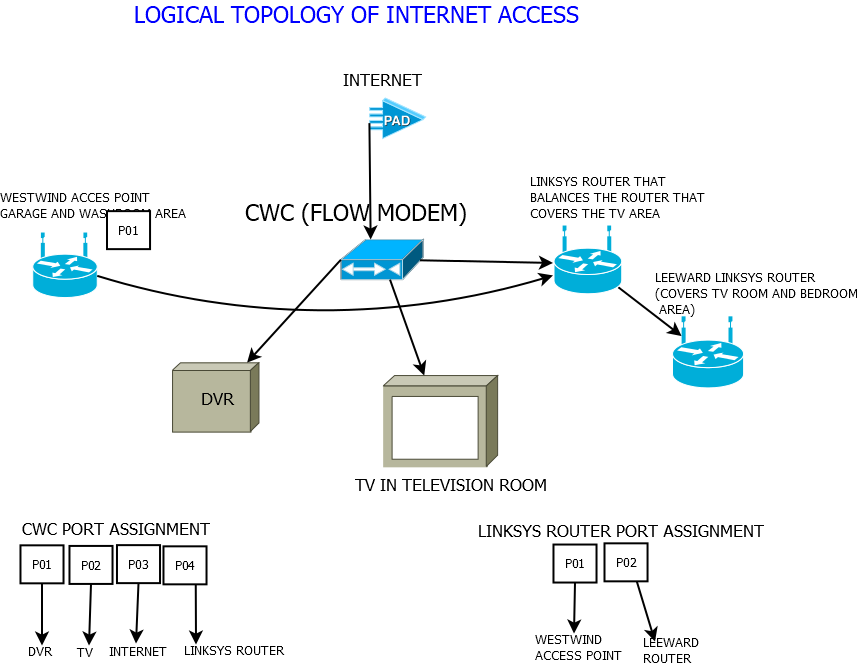 LOGICAL TOPOLOGY OF INTERNET ACCESS
INTERNET
PAD
WESTWIND ACCES POINT
GARAGE AND WASHROOM AREA
P01
CWC (FLOW MODEM)
LINKSYS ROUTER THAT
BALANCES THE ROUTER THAT
COVERS THE TV AREA
LEEWARD LINKSYS ROUTER
(COVERS TV ROOM AND BEDROOM
AREA)
DVR
TV IN TELEVISION ROOM
CWC PORT ASSIGNMENT
P01 P02 P03 P04
DVR TV INTERNET LINKSYS ROUTER
LINKSYS ROUTER PORT ASSIGNMENT
P01 P02
WESTWIND
ACCESS POINT
LEEWARD
ROUTER